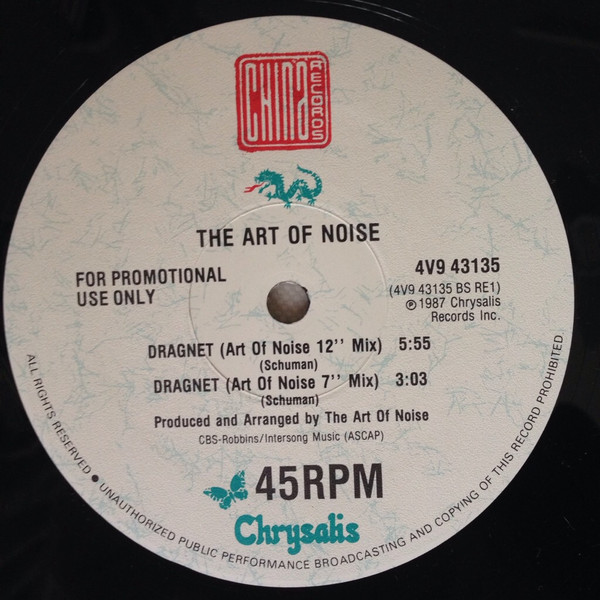 CHINA
RECORDS
THE ART OF NOISE
FOR PROMOTIONAL
USE ONLY
4V9 43135
(4V9 43135 BS RE1)
℗ 1987 Chrysalis
Records Inc.
DRAGNET (Art Of Noise 12'' Mix) 5:55
(Schuman)
DRAGNET (Art Of Noise 7'' Mix) 3:03
(Schuman)
Produced and Arranged by The Art Of Noise
CBS-Robbins/Intersong Music (ASCAP)
45RPM
Chrysalis
ALL RIGHTS RESERVED ● UNAUTHORIZED PUBLIC PERFORMANCE BROADCASTING AND COPYING OF THIS RECORD PROHIBITED